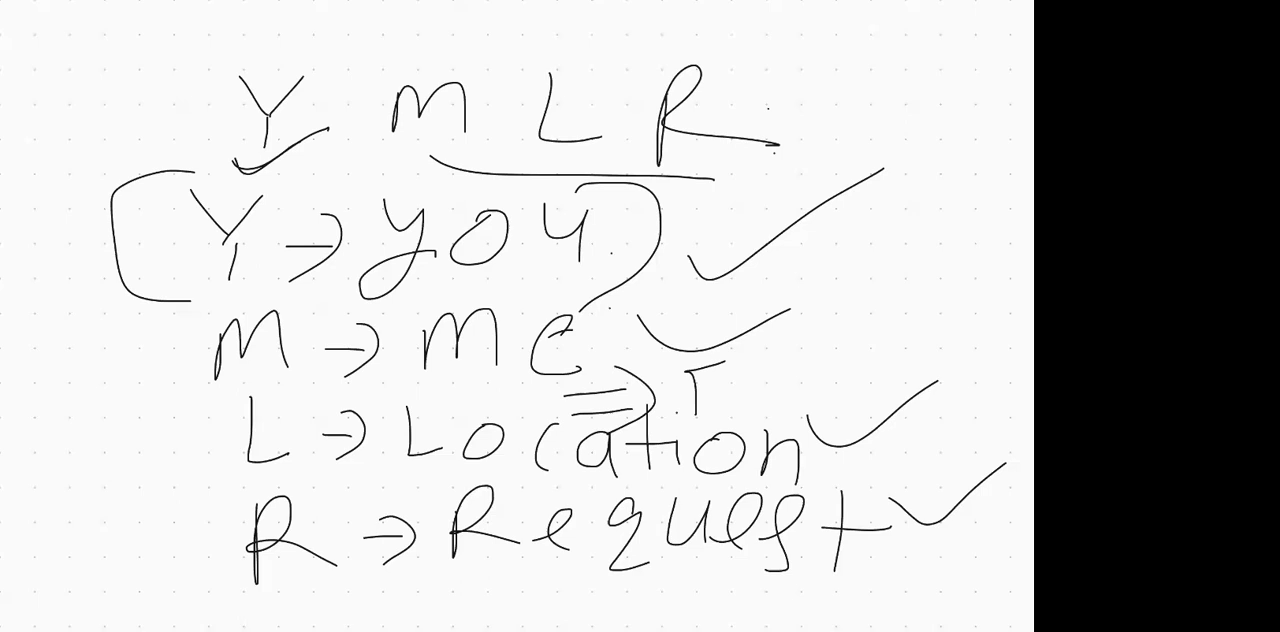 Y M L R
Y → you
M → Me
L → Location
R → Request